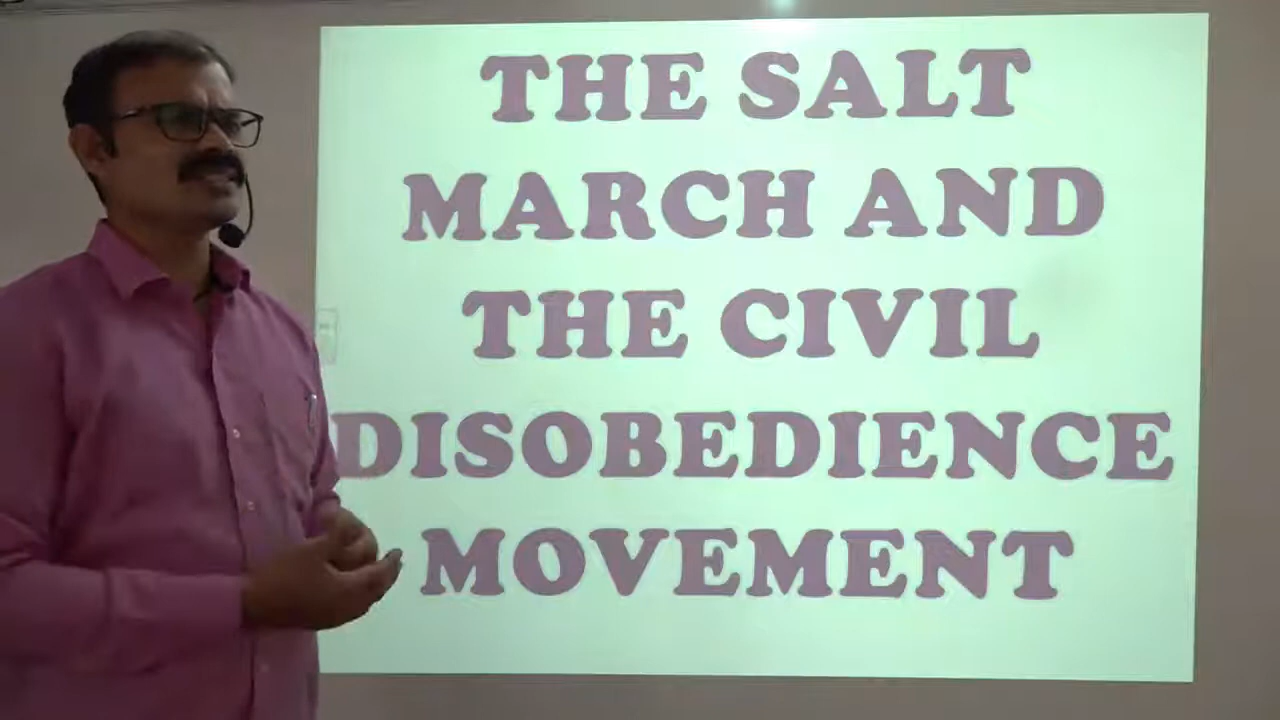 THE SALT
MARCH AND
THE CIVIL
DISOBEDIENCE
MOVEMENT